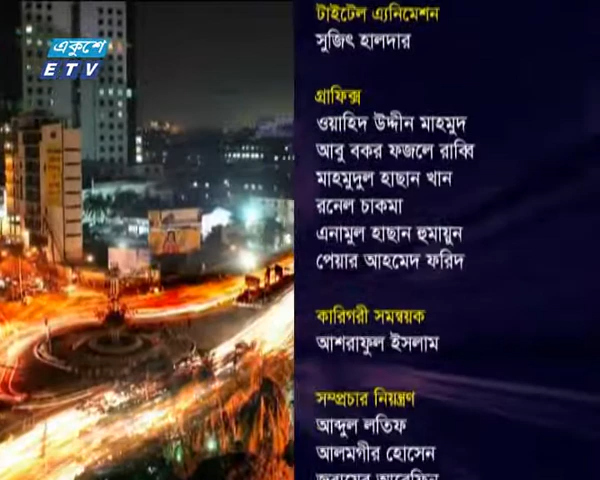 একুশে
ETV
টাইটেল এ্যনিমেশন
সুজিৎ হালদার
গ্রাফিক্স
ওয়াহিদ উদ্দীন মাহমুদ
আবু বকর ফজলে রাব্বি
মাহমুদুল হাছান খান
রনেল চাকমা
এনামুল হাছান হুমায়ুন
পেয়ার আহমেদ ফরিদ
কারিগরী সমন্বয়ক
আশরাফুল ইসলাম
সম্প্রচার নিয়ন্ত্রণ
আব্দুল লতিফ
আলমগীর হোসেন